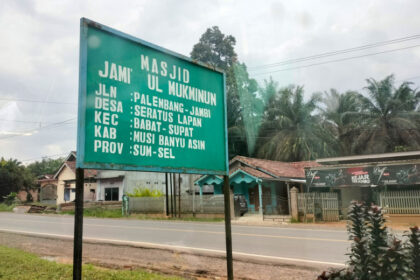 MASJID
JAMI' UL MUKMINUN
JLN : PALEMBANG-JAMBI
DESA : SERATUS LAPAN
KEC : BABAT-SUPAT
KAB : MUSI BANYU ASIN
PROV : SUM-SEL